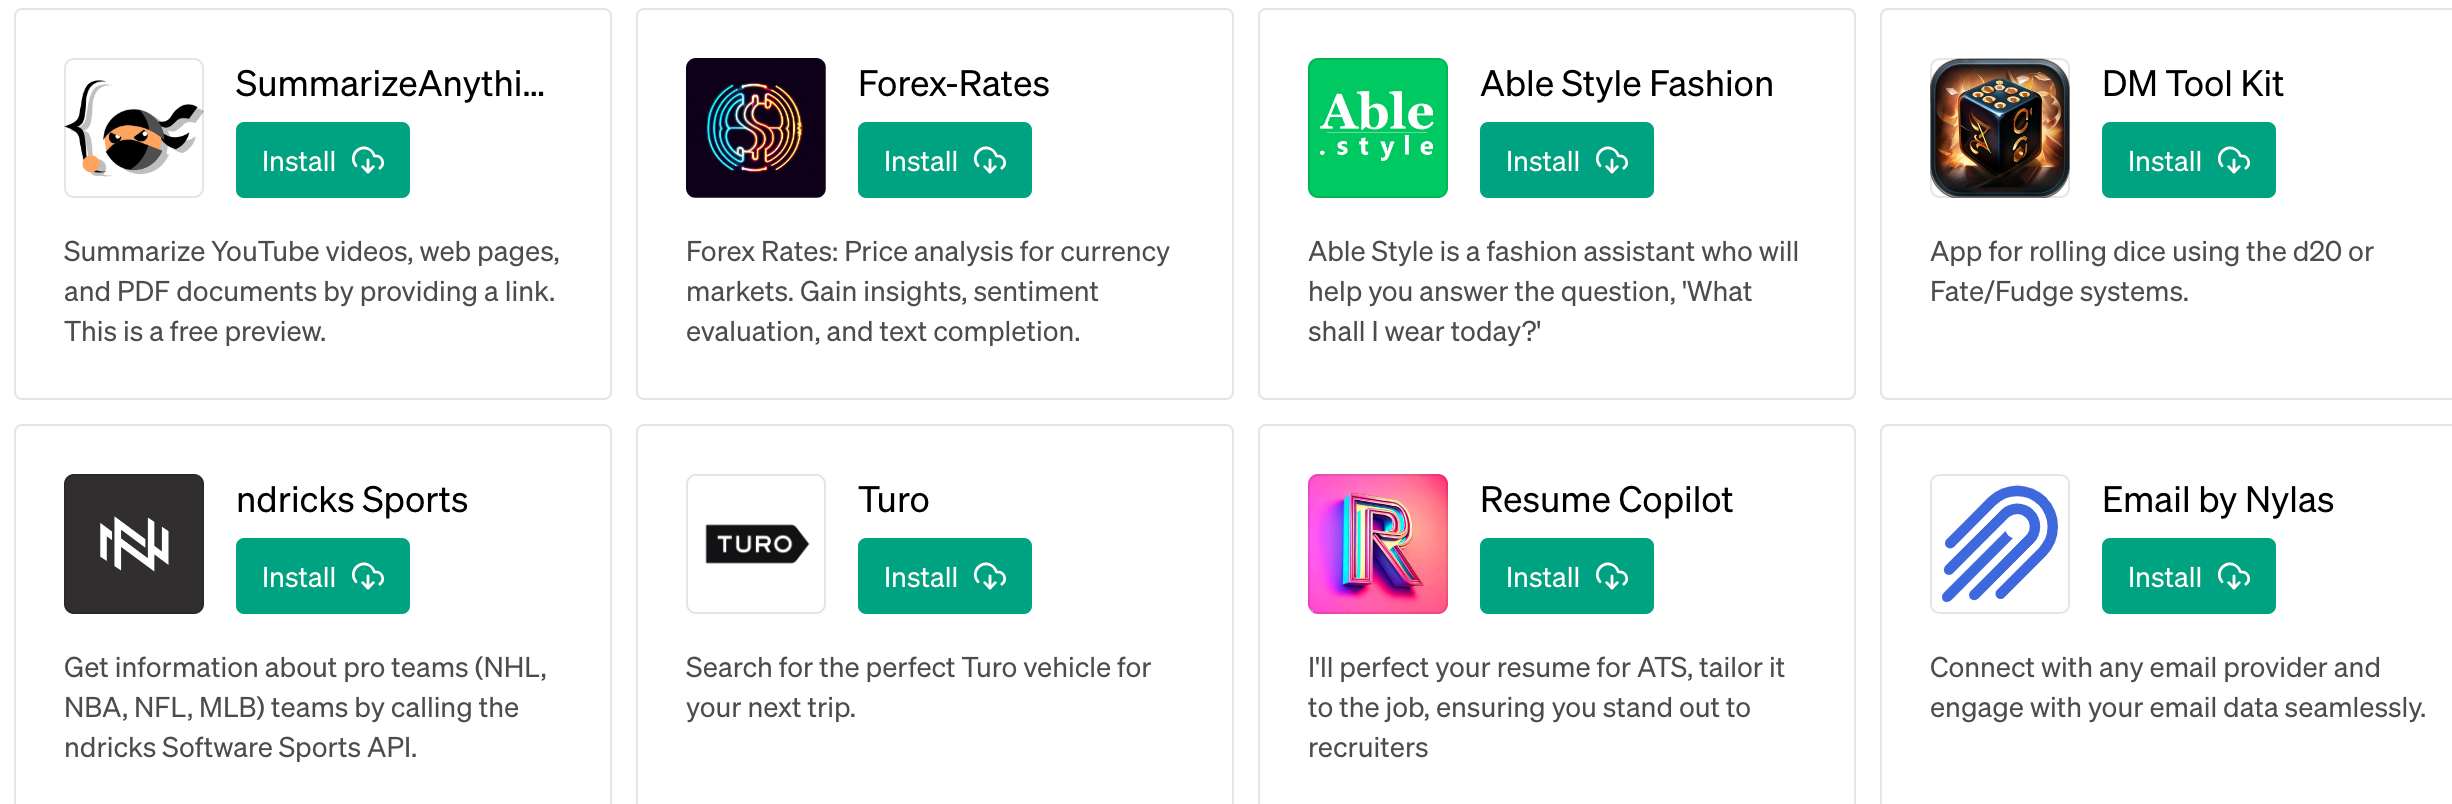 SummarizeAnythi...
Install
Summarize YouTube videos, web pages,
and PDF documents by providing a link.
This is a free preview.
Forex-Rates
Install
Forex Rates: Price analysis for currency
markets. Gain insights, sentiment
evaluation, and text completion.
Able
.style
Able Style Fashion
Install
Able Style is a fashion assistant who will
help you answer the question, 'What
shall I wear today?'
DM Tool Kit
Install
App for rolling dice using the d20 or
Fate/Fudge systems.
N
ndricks Sports
Install
Get information about pro teams (NHL,
NBA, NFL, MLB) teams by calling the
ndricks Software Sports API.
TURO
Turo
Install
Search for the perfect Turo vehicle for
your next trip.
R
Resume Copilot
Install
I'll perfect your resume for ATS, tailor it
to the job, ensuring you stand out to
recruiters
Email by Nylas
Install
Connect with any email provider and
engage with your email data seamlessly.